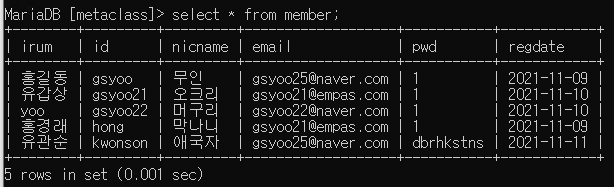 MariaDB [metaclass]> select * from member;
+--------+---------+---------+-------------------+-----------+------------+
| irum | id | nicname | email | pwd | regdate |
+--------+---------+---------+-------------------+-----------+------------+
| 홍길동 | gsyoo | 무인 | gsyoo25@naver.com | 1 | 2021-11-09 |
| 유갑상 | gsyoo21 | 오크리 | gsyoo21@empas.com | 1 | 2021-11-10 |
| yoo | gsyoo22 | 머구리 | gsyoo22@naver.com | 1 | 2021-11-10 |
| 홍경래 | hong | 막나니 | gsyoo21@empas.com | 1 | 2021-11-09 |
| 유관순 | kwonson | 애국자 | gsyoo25@naver.com | dbrhkstns | 2021-11-11 |
+--------+---------+---------+-------------------+-----------+------------+
5 rows in set (0.001 sec)